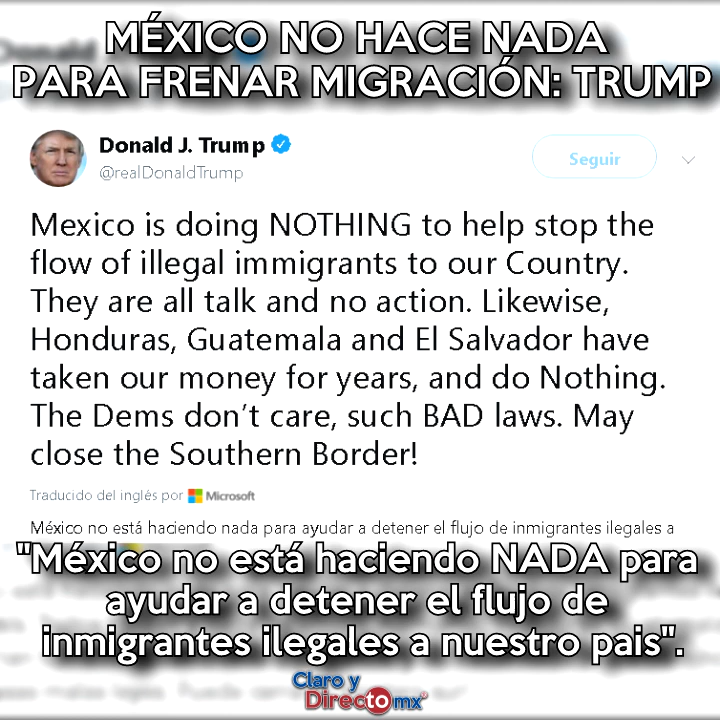 MÉXICO NO HACE NADA
PARA FRENAR MIGRACIÓN: TRUMP
Donald J. Trump
@realDonaldTrump
Seguir
Mexico is doing NOTHING to help stop the
flow of illegal immigrants to our Country.
They are all talk and no action. Likewise,
Honduras, Guatemala and El Salvador have
taken our money for years, and do Nothing.
The Dems don't care, such BAD laws. May
close the Southern Border!
Traducido del inglés por Microsoft
México no está haciendo nada para ayudar a detener el flujo de inmigrantes ilegales a
"México no está haciendo NADA para
ayudar a detener el flujo de
inmigrantes ilegales a nuestro pais".
Claro y
Directo mx